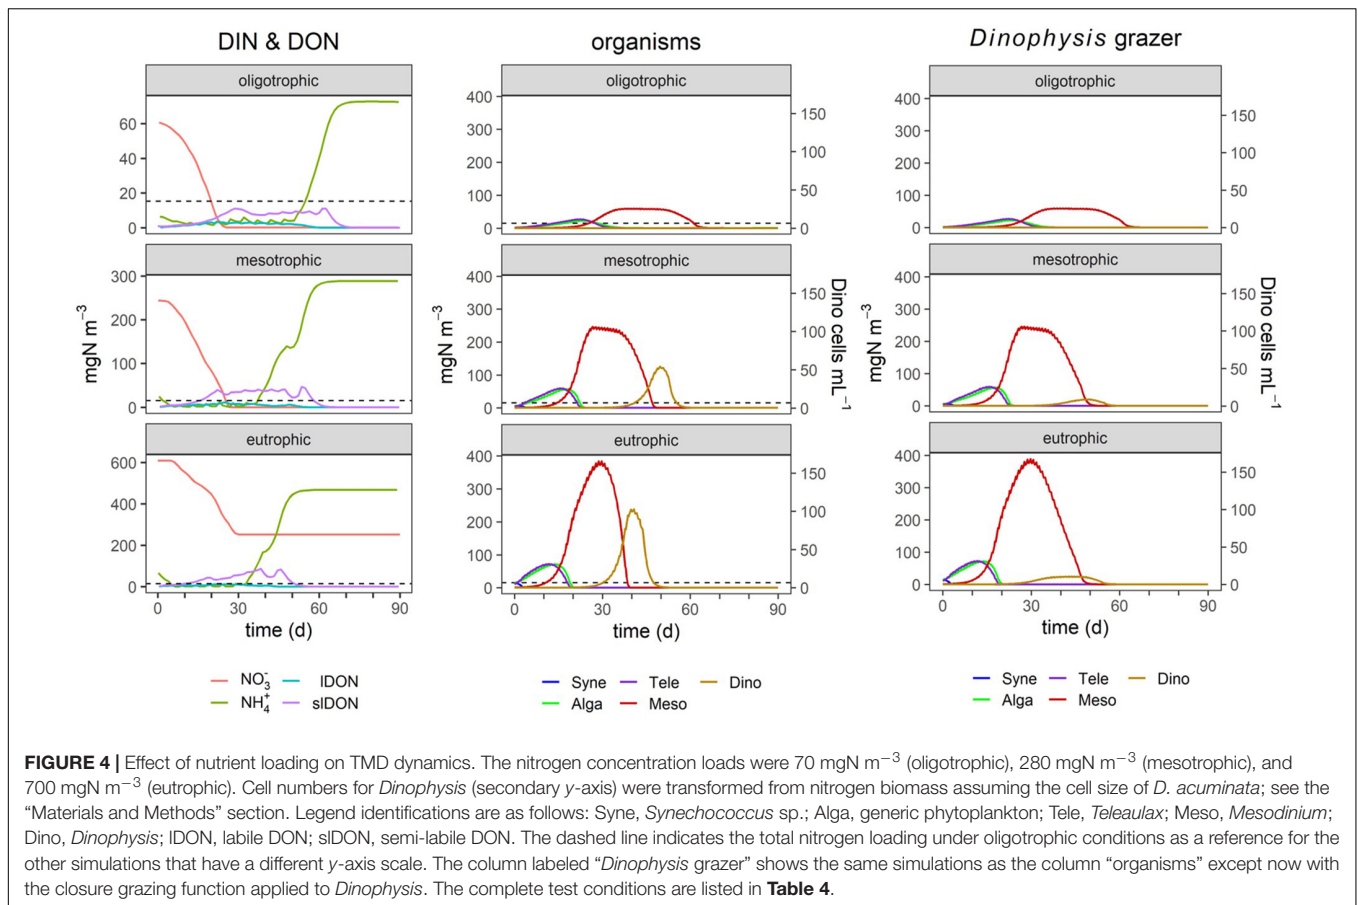 DIN & DON
organisms
Dinophysis grazer
oligotrophic
oligotrophic
oligotrophic
60
40
20
0
400
300
200
100
0
150
100
50
0
400
300
200
100
0
150
100
50
0
mesotrophic
mesotrophic
mesotrophic
300
200
100
0
400
300
200
100
0
150
100
50
0
400
300
200
100
0
150
100
50
0
mgN m⁻³
mgN m⁻³
Dino cells mL⁻¹
mgN m⁻³
Dino cells mL⁻¹
eutrophic
eutrophic
eutrophic
600
400
200
0
400
300
200
100
0
150
100
50
0
400
300
200
100
0
150
100
50
0
0 30 60 90
0 30 60 90
0 30 60 90
time (d)
time (d)
time (d)
NO₃⁻ lDON
NH₄⁺ slDON
Syne Tele Dino
Alga Meso
Syne Tele Dino
Alga Meso
FIGURE 4 | Effect of nutrient loading on TMD dynamics. The nitrogen concentration loads were 70 mgN m⁻³ (oligotrophic), 280 mgN m⁻³ (mesotrophic), and
700 mgN m⁻³ (eutrophic). Cell numbers for Dinophysis (secondary y-axis) were transformed from nitrogen biomass assuming the cell size of D. acuminata; see the
“Materials and Methods” section. Legend identifications are as follows: Syne, Synechococcus sp.; Alga, generic phytoplankton; Tele, Teleaulax; Meso, Mesodinium;
Dino, Dinophysis; lDON, labile DON; slDON, semi-labile DON. The dashed line indicates the total nitrogen loading under oligotrophic conditions as a reference for the
other simulations that have a different y-axis scale. The column labeled “Dinophysis grazer” shows the same simulations as the column “organisms” except now with
the closure grazing function applied to Dinophysis. The complete test conditions are listed in Table 4.